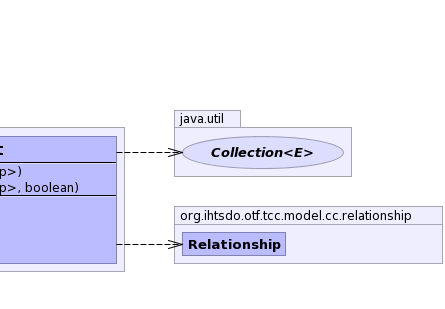 java.util
Collection<E>
p>)
p>, boolean)
org.ihtsdo.otf.tcc.model.cc.relationship
Relationship